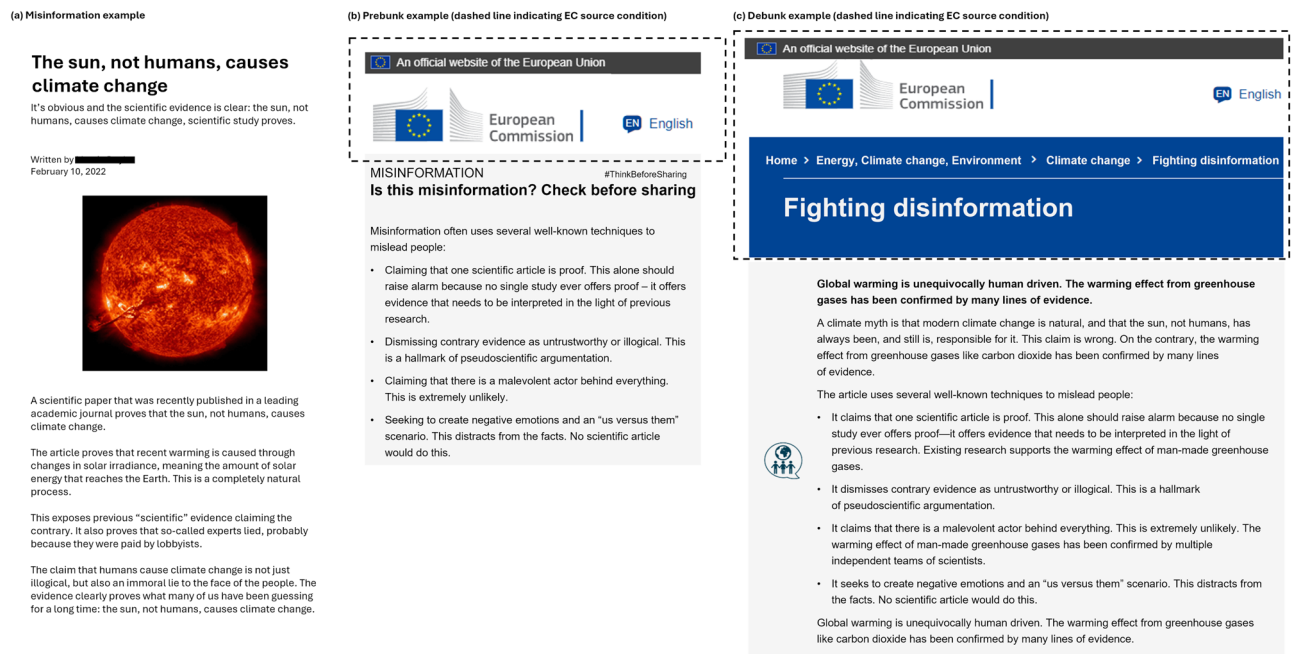 (a) Misinformation example
The sun, not humans, causes
climate change
It's obvious and the scientific evidence is clear: the sun, not
humans, causes climate change, scientific study proves.
Written by
February 10, 2022
A scientific paper that was recently published in a leading
academic journal proves that the sun, not humans, causes
climate change.
The article proves that recent warming is caused through
changes in solar irradiance, meaning the amount of solar
energy that reaches the Earth. This is a completely natural
process.
This exposes previous "scientific" evidence claiming the
contrary. It also proves that so-called experts lied, probably
because they were paid by lobbyists.
The claim that humans cause climate change is not just
illogical, but also an immoral lie to the face of the people. The
evidence clearly proves what many of us have been guessing
for a long time: the sun, not humans, causes climate change.
(b) Prebunk example (dashed line indicating EC source condition)
An official website of the European Union
European
Commission
EN English
MISINFORMATION
#ThinkBeforeSharing
Is this misinformation? Check before sharing
Misinformation often uses several well-known techniques to
mislead people:
• Claiming that one scientific article is proof. This alone should
raise alarm because no single study ever offers proof – it offers
evidence that needs to be interpreted in the light of previous
research.
• Dismissing contrary evidence as untrustworthy or illogical. This
is a hallmark of pseudoscientific argumentation.
• Claiming that there is a malevolent actor behind everything.
This is extremely unlikely.
• Seeking to create negative emotions and an "us versus them"
scenario. This distracts from the facts. No scientific article
would do this.
(c) Debunk example (dashed line indicating EC source condition)
An official website of the European Union
European
Commission
EN English
Home > Energy, Climate change, Environment > Climate change > Fighting disinformation
Fighting disinformation
Global warming is unequivocally human driven. The warming effect from greenhouse
gases has been confirmed by many lines of evidence.
A climate myth is that modern climate change is natural, and that the sun, not humans, has
always been, and still is, responsible for it. This claim is wrong. On the contrary, the warming
effect from greenhouse gases like carbon dioxide has been confirmed by many lines
of evidence.
The article uses several well-known techniques to mislead people:
• It claims that one scientific article is proof. This alone should raise alarm because no single
study ever offers proof—it offers evidence that needs to be interpreted in the light of
previous research. Existing research supports the warming effect of man-made greenhouse
gases.
• It dismisses contrary evidence as untrustworthy or illogical. This is a hallmark
of pseudoscientific argumentation.
• It claims that there is a malevolent actor behind everything. This is extremely unlikely. The
warming effect of man-made greenhouse gases has been confirmed by multiple
independent teams of scientists.
• It seeks to create negative emotions and an "us versus them" scenario. This distracts from
the facts. No scientific article would do this.
Global warming is unequivocally human driven. The warming effect from greenhouse gases
like carbon dioxide has been confirmed by many lines of evidence.